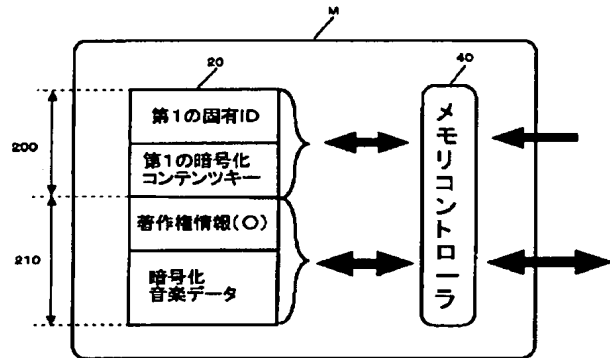 M
20
40
200
210
第1の固有ID
第1の暗号化
コンテンツキー
著作権情報(〇)
暗号化
音楽データ
メモリコントローラ